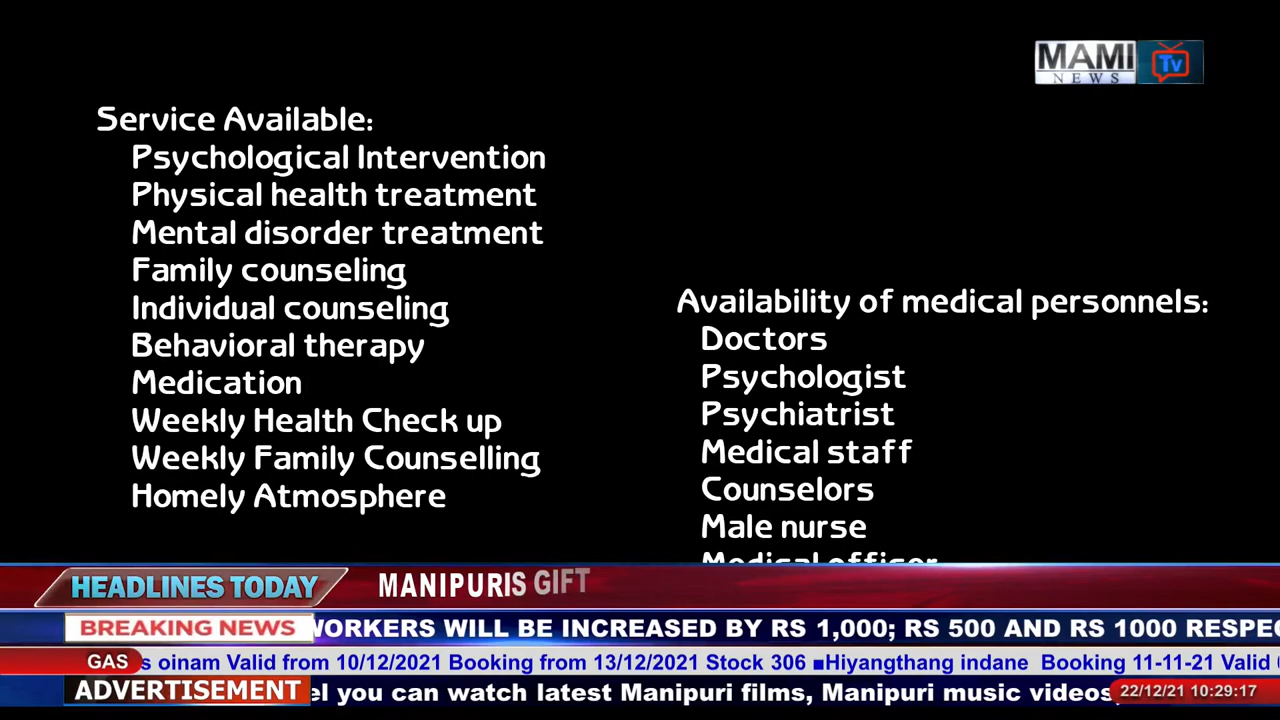 MAMI
NEWS
Tv
Service Available:
Psychological Intervention
Physical health treatment
Mental disorder treatment
Family counseling
Individual counseling
Behavioral therapy
Medication
Weekly Health Check up
Weekly Family Counselling
Homely Atmosphere
Availability of medical personnels:
Doctors
Psychologist
Psychiatrist
Medical staff
Counselors
Male nurse
Medical officer
HEADLINES TODAY
MANIPURIS GIFT
BREAKING NEWS
WORKERS WILL BE INCREASED BY RS 1,000; RS 500 AND RS 1000 RESPEC
GAS
s oinam Valid from 10/12/2021 Booking from 13/12/2021 Stock 306 ■Hiyangthang indane Booking 11-11-21 Valid
ADVERTISEMENT
el you can watch latest Manipuri films, Manipuri music videos,
22/12/21 10:29:17